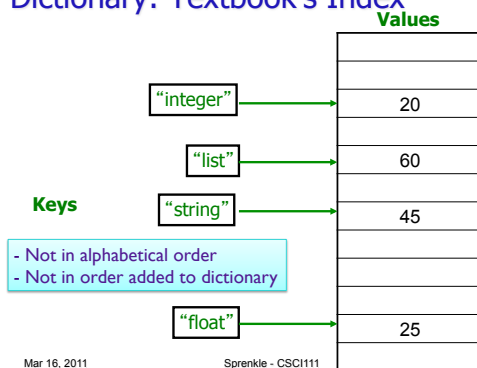 Dictionary: Textbook's Index
Values
"integer"
20
"list"
60
Keys
"string"
45
- Not in alphabetical order
- Not in order added to dictionary
"float"
25
Mar 16, 2011
Sprenkle - CSCI111